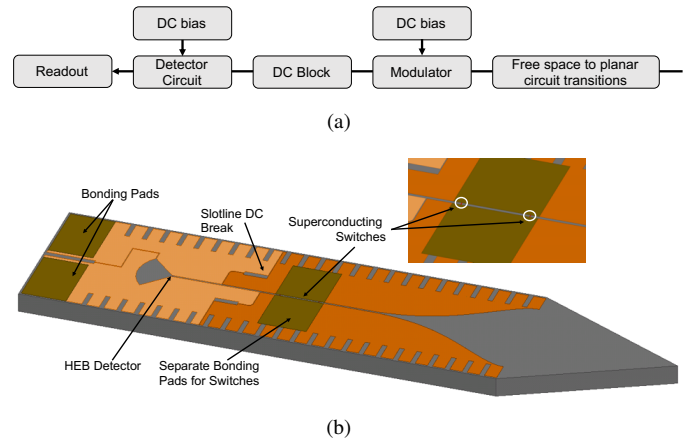 DC bias
DC bias
Readout
Detector
Circuit
DC Block
Modulator
Free space to planar
circuit transitions
(a)
Bonding Pads
Slotline DC
Break
Superconducting
Switches
HEB Detector
Separate Bonding
Pads for Switches
(b)